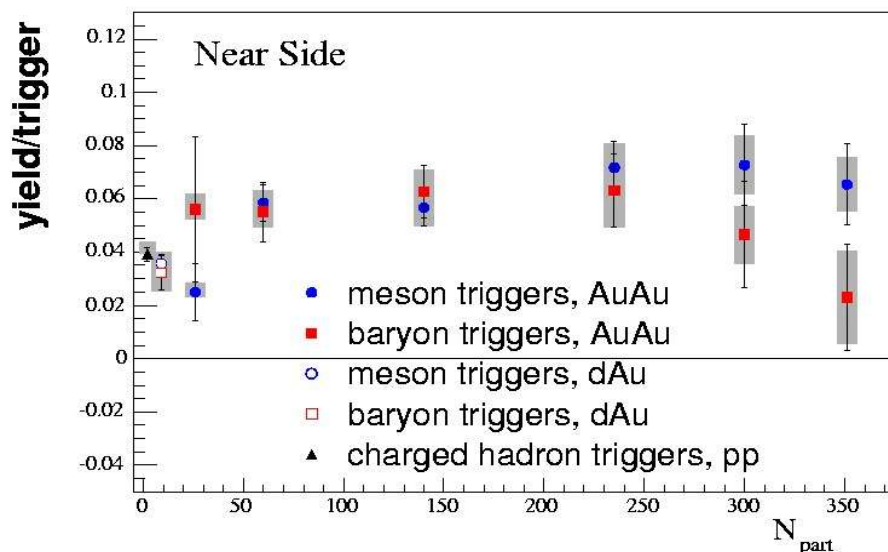 yield/trigger
0.12
0.1
0.08
0.06
0.04
0.02
0
-0.02
-0.04
Near Side
meson triggers, AuAu
baryon triggers, AuAu
meson triggers, dAu
baryon triggers, dAu
charged hadron triggers, pp
0 50 100 150 200 250 300 350
N_part